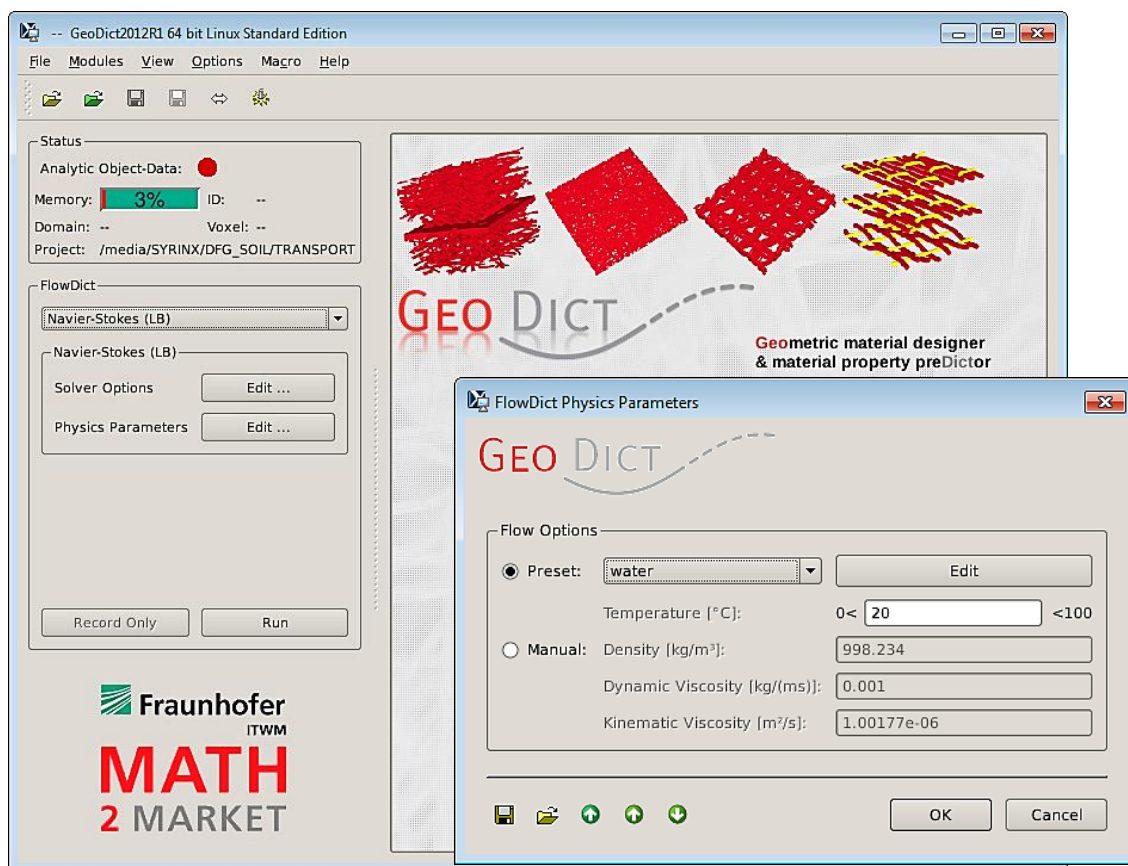 -- GeoDict2012R1 64 bit Linux Standard Edition
File Modules View Options Macro Help
Status
Analytic Object-Data:
Memory: 3% ID: --
Domain: -- Voxel: --
Project: /media/SYRINX/DFG_SOIL/TRANSPORT
FlowDict
Navier-Stokes (LB)
Navier-Stokes (LB)
Solver Options Edit ...
Physics Parameters Edit ...
Record Only Run
Fraunhofer
ITWM
MATH
2 MARKET
GEO DICT
Geometric material designer
& material property preDictor
FlowDict Physics Parameters
GEO DICT
Flow Options
Preset: water Edit
Temperature [°C]: 0< 20 <100
Manual: Density [kg/m³]: 998.234
Dynamic Viscosity [kg/(ms)]: 0.001
Kinematic Viscosity [m²/s]: 1.00177e-06
OK Cancel